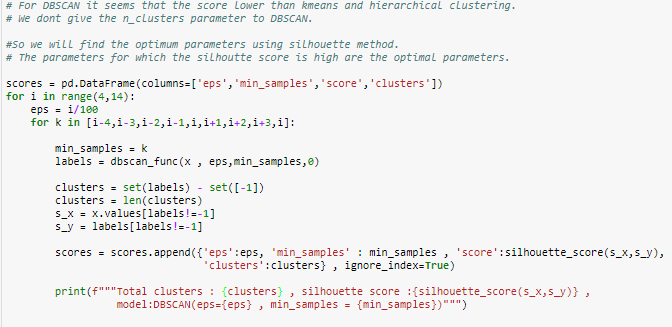 # For DBSCAN it seems that the score lower than kmeans and hierarchical clustering.
# We dont give the n_clusters parameter to DBSCAN.
#So we will find the optimum parameters using silhouette method.
# The parameters for which the silhoutte score is high are the optimal parameters.
scores = pd.DataFrame(columns=['eps','min_samples','score','clusters'])
for i in range(4,14):
    eps = i/100
    for k in [i-4,i-3,i-2,i-1,i,i+1,i+2,i+3,i]:
        min_samples = k
        labels = dbscan_func(x , eps,min_samples,0)
        clusters = set(labels) - set([-1])
        clusters = len(clusters)
        s_x = x.values[labels!=-1]
        s_y = labels[labels!=-1]
        scores = scores.append({'eps':eps, 'min_samples' : min_samples , 'score':silhouette_score(s_x,s_y),
                                'clusters':clusters} , ignore_index=True)
        print(f"""Total clusters : {clusters} , silhouette score :{silhouette_score(s_x,s_y)} ,
                  model:DBSCAN(eps={eps} , min_samples = {min_samples})""")